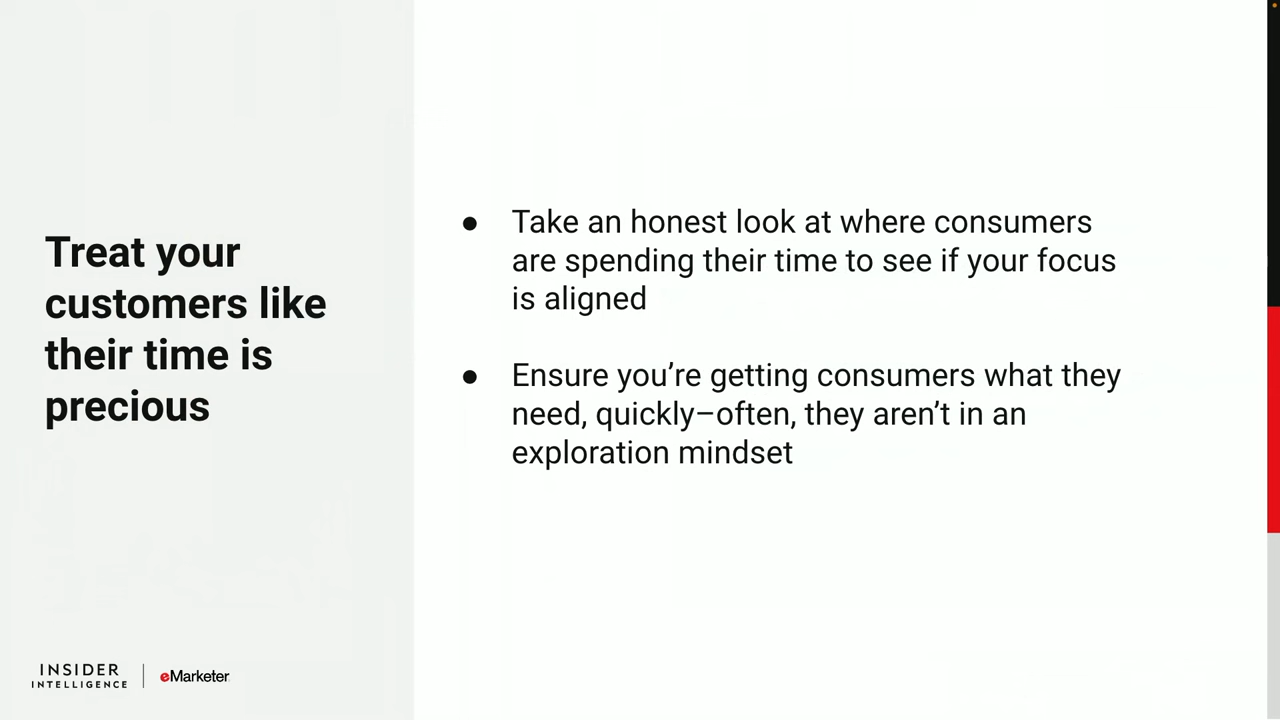 Treat your
customers like
their time is
precious
● Take an honest look at where consumers
are spending their time to see if your focus
is aligned
● Ensure you’re getting consumers what they
need, quickly–often, they aren’t in an
exploration mindset
INSIDER
INTELLIGENCE
eMarketer